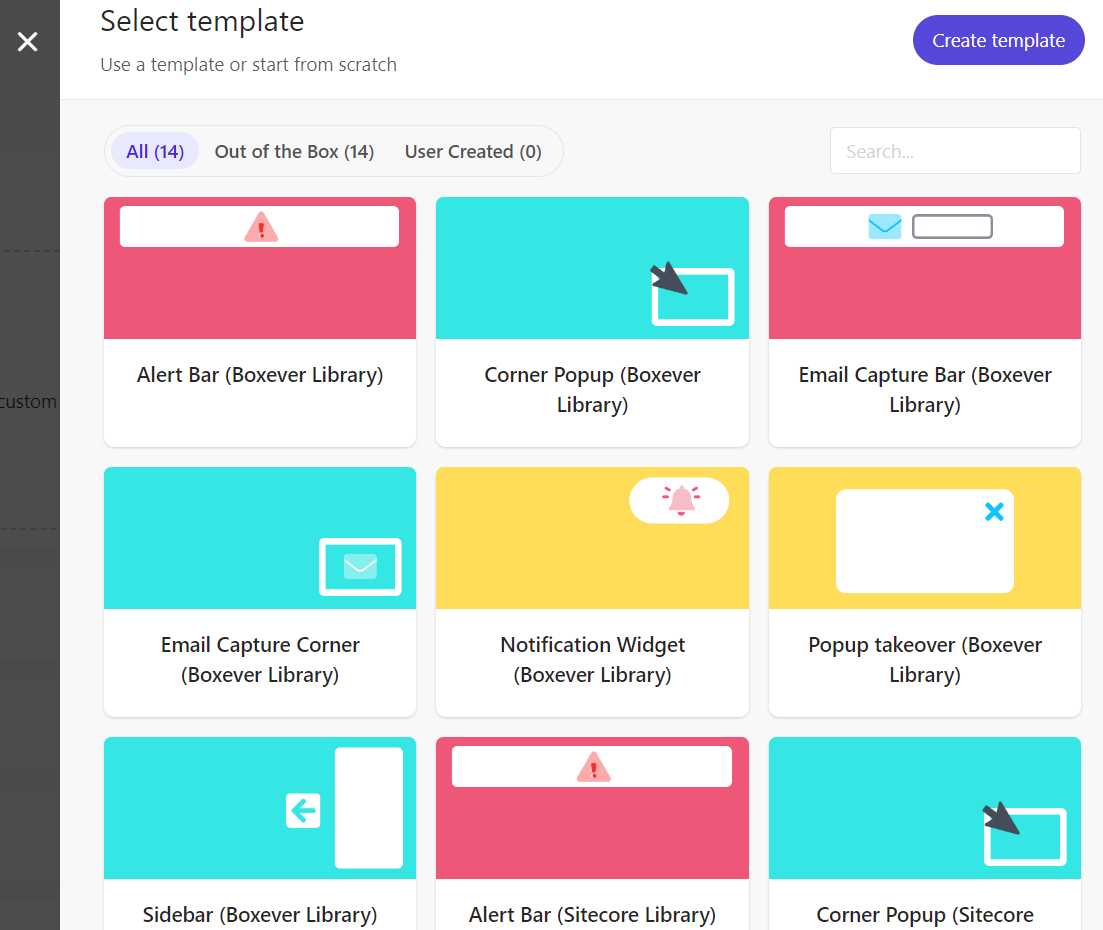 Select template
Create template
Use a template or start from scratch
All (14) Out of the Box (14) User Created (0)
Search...
Alert Bar (Boxever Library)
Corner Popup (Boxever
Library)
Email Capture Bar (Boxever
Library)
custom
Email Capture Corner
(Boxever Library)
Notification Widget
(Boxever Library)
Popup takeover (Boxever
Library)
Sidebar (Boxever Library)
Alert Bar (Sitecore Library)
Corner Popup (Sitecore